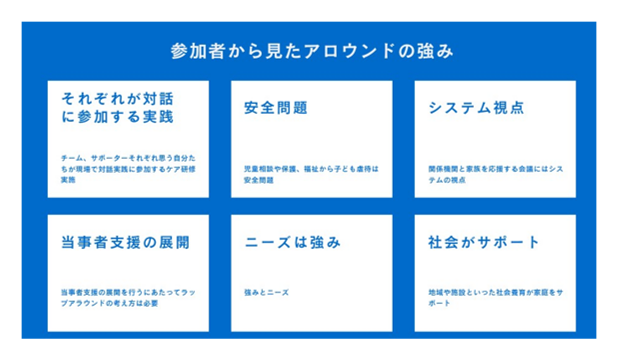 参加者から見たアロウンドの強み
それぞれが対話
に参加する実践
チーム、サポーターそれぞれ思う自分た
ちが現場で対話実践に参加するケア研修
実施
安全問題
児童相談や保護、福祉から子ども虐待は
安全問題
システム視点
関係機関と家族を応援する会議にはシス
テムの視点
当事者支援の展開
当事者支援の展開を行うにあたってラッ
プアラウンドの考え方は必要
ニーズは強み
強みとニーズ
社会がサポート
地域や施設といった社会養育が家庭をサ
ポート